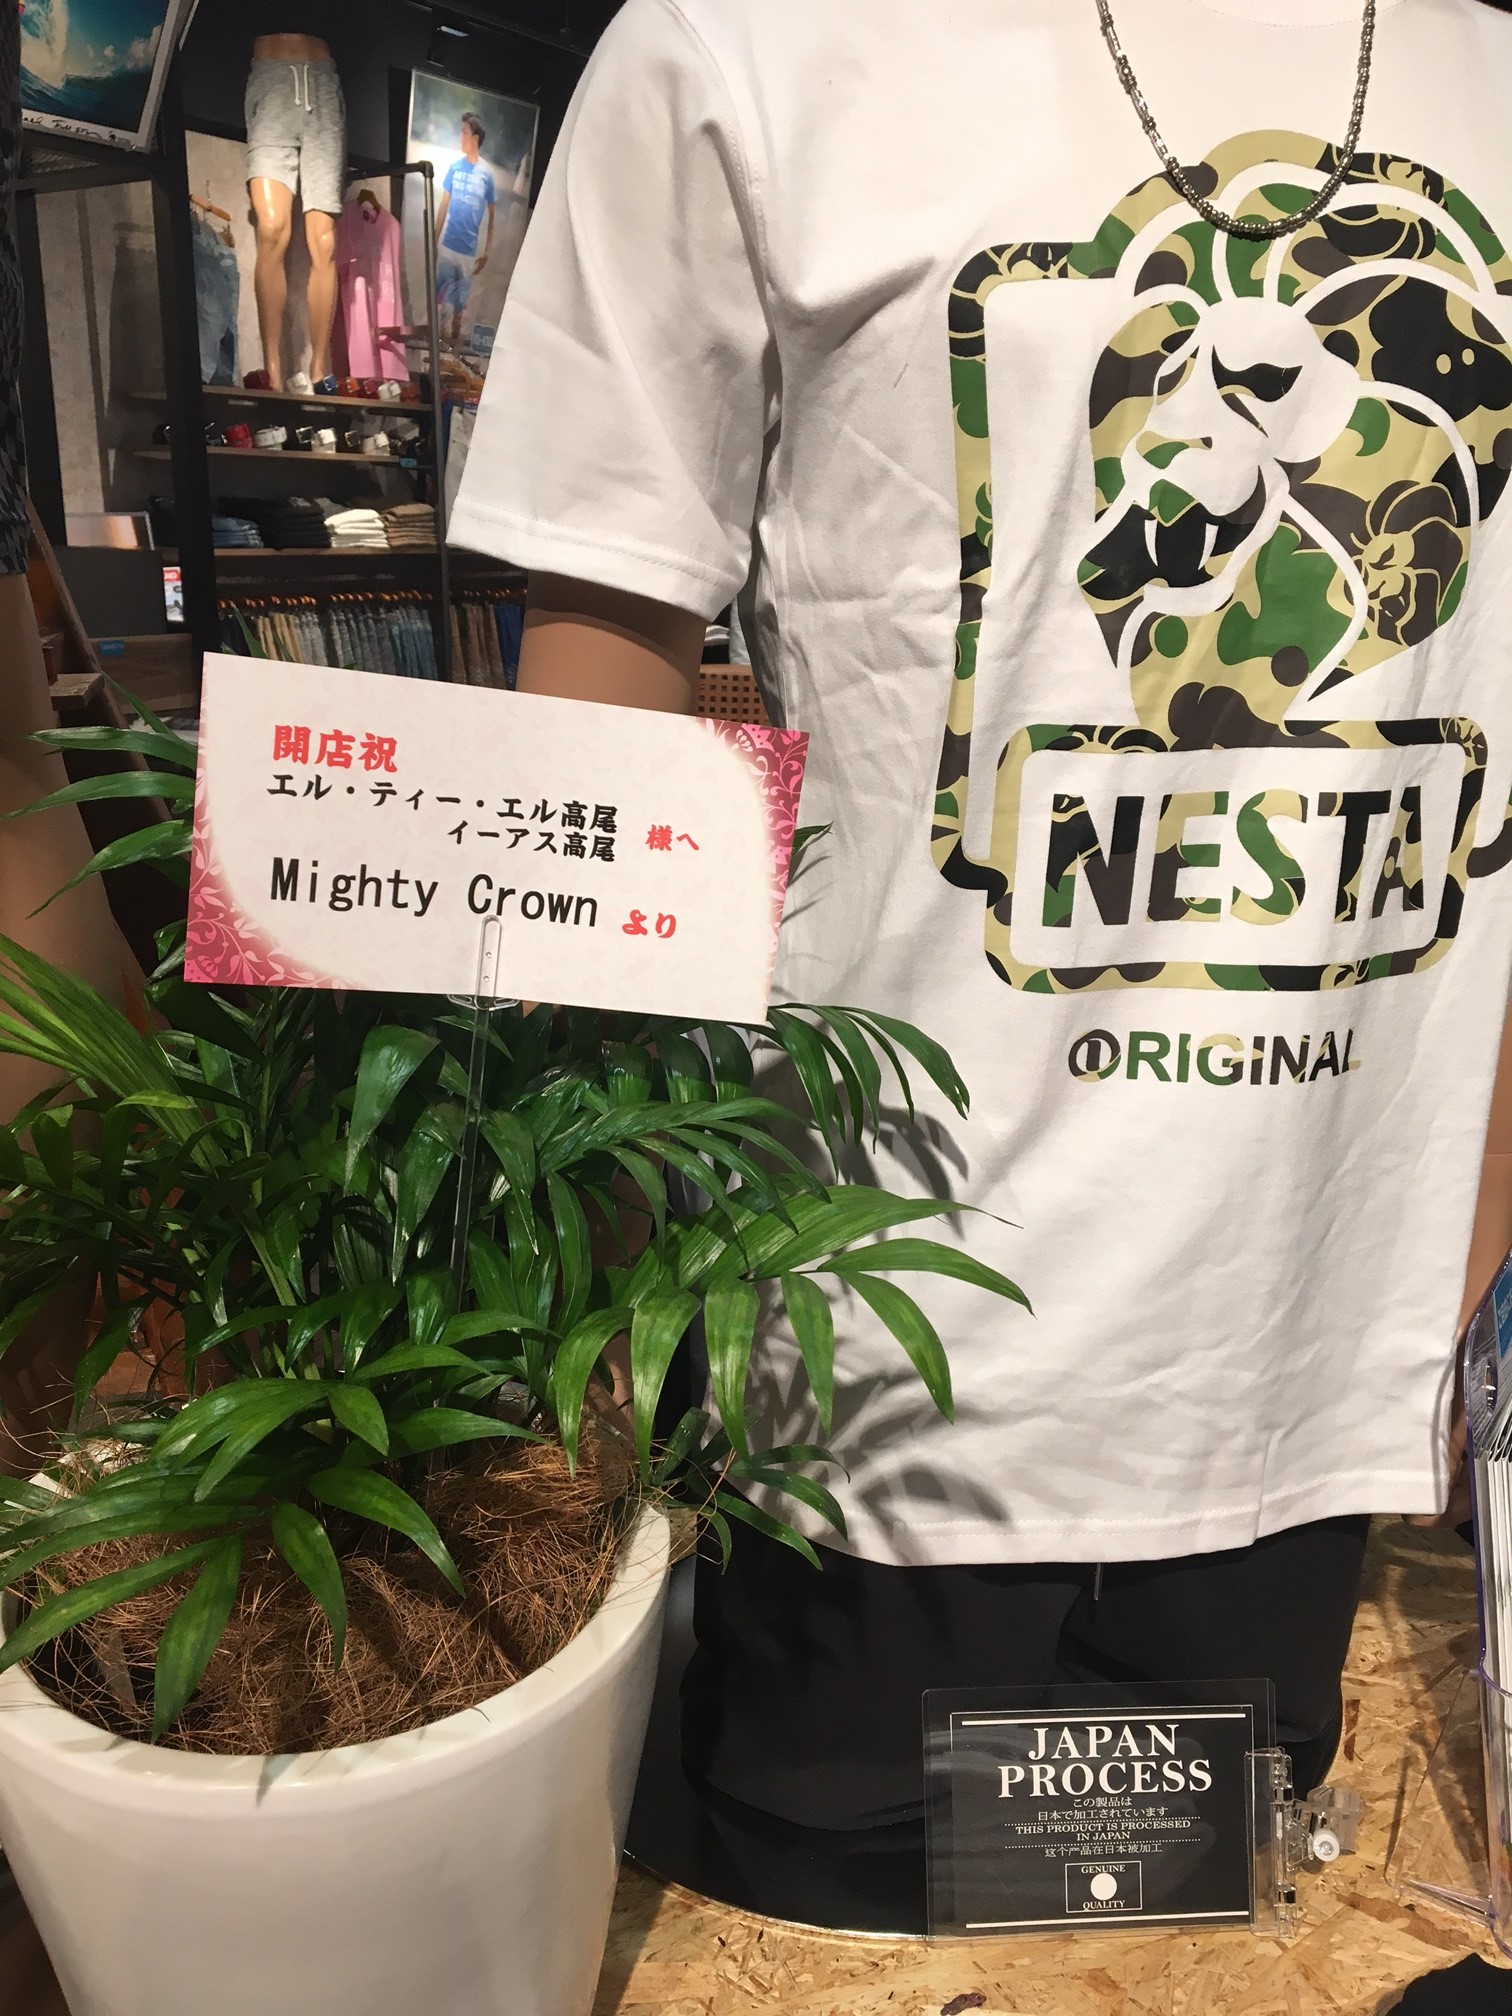 開店祝
エル・ティー・エル高尾
イーアス高尾
様へ
Mighty Crown より
NESTA
ORIGINAL
JAPAN
PROCESS
この製品は
日本で加工されています
THIS PRODUCT IS PROCESSED
IN JAPAN
这个产品在日本被加工
GENUINE
QUALITY